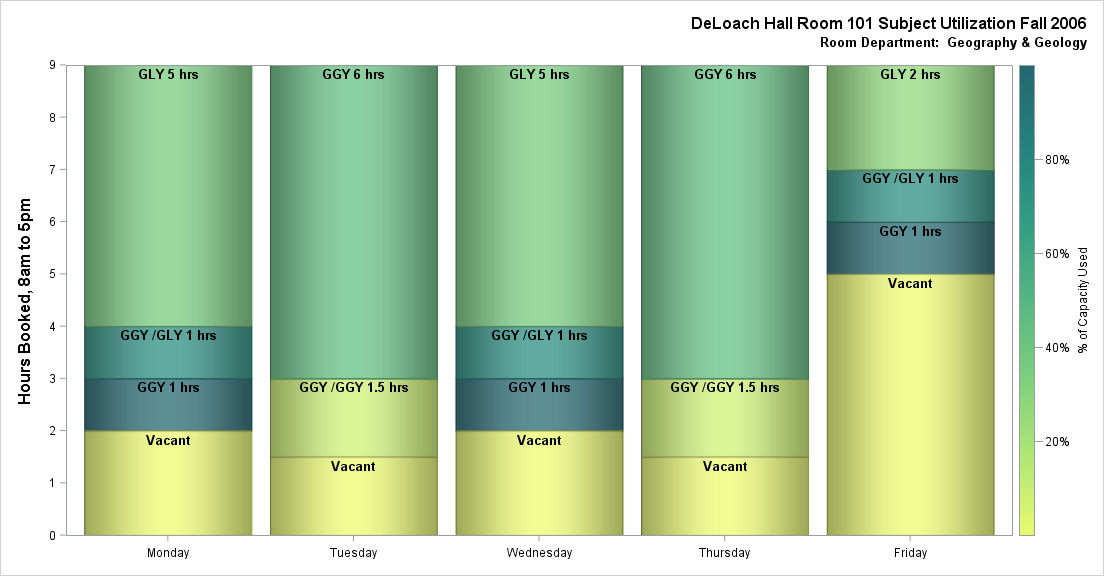 DeLoach Hall Room 101 Subject Utilization Fall 2006
Room Department: Geography & Geology
Hours Booked, 8am to 5pm
9
8
7
6
5
4
3
2
1
0
GLY 5 hrs
GGY /GLY 1 hrs
GGY 1 hrs
Vacant
Monday
GGY 6 hrs
GGY /GGY 1.5 hrs
Vacant
Tuesday
GLY 5 hrs
GGY /GLY 1 hrs
GGY 1 hrs
Vacant
Wednesday
GGY 6 hrs
GGY /GGY 1.5 hrs
Vacant
Thursday
GLY 2 hrs
GGY /GLY 1 hrs
GGY 1 hrs
Vacant
Friday
80%
60%
40%
20%
% of Capacity Used